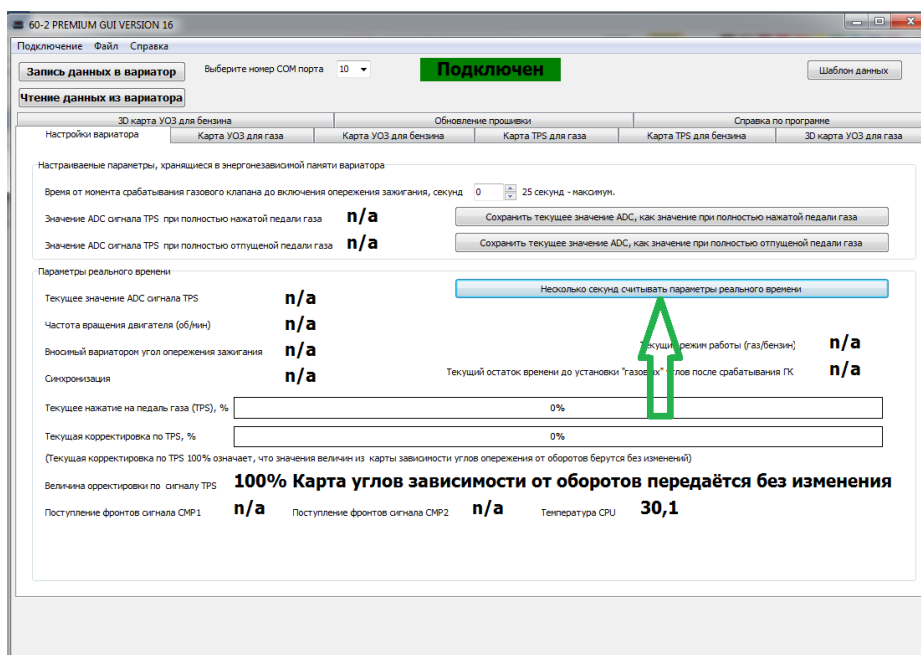 60-2 PREMIUM GUI VERSION 16
Подключение Файл Справка
Запись данных в вариатор
Выберите номер COM порта 10
Подключен
Шаблон данных
Чтение данных из вариатора
3D карта УОЗ для бензина
Обновление прошивки
Справка по программе
Настройки вариатора
Карта УОЗ для газа
Карта УОЗ для бензина
Карта TPS для газа
Карта TPS для бензина
3D карта УОЗ для газа
Настраиваемые параметры, хранящиеся в энергонезависимой памяти вариатора
Время от момента срабатывания газового клапана до включения опережения зажигания, секунд 0 25 секунд - максимум.
Значение ADC сигнала TPS при полностью нажатой педали газа n/a
Сохранить текущее значение ADC, как значение при полностью нажатой педали газа
Значение ADC сигнала TPS при полностью отпущеной педали газа n/a
Сохранить текущее значение ADC, как значение при полностью отпущеной педали газа
Параметры реального времени
Несколько секунд считывать параметры реального времени
Текущее значение ADC сигнала TPS n/a
Частота вращения двигателя (об/мин) n/a
Текущий режим работы (газ/бензин) n/a
Вносимый вариатором угол опережения зажигания n/a
Текущий остаток времени до установки "газовых" углов после срабатывания ГК n/a
Синхронизация n/a
Текущее нажатие на педаль газа (TPS), % 0%
Текущая корректировка по TPS, % 0%
(Текущая корректировка по TPS 100% означает, что значения величин из карты зависимости углов опережения от оборотов берутся без изменений)
Величина орректировки по сигналу TPS 100% Карта углов зависимости от оборотов передаётся без изменения
Поступление фронтов сигнала CMP1 n/a Поступление фронтов сигнала CMP2 n/a Температура CPU 30,1